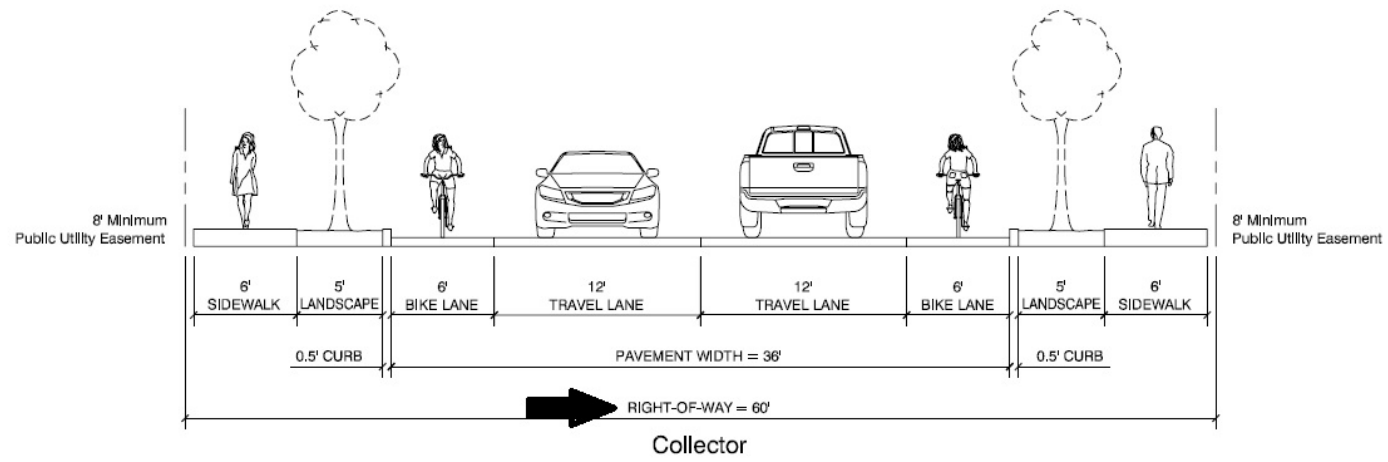 8' Minimum
Public Utility Easement
8' Minimum
Public Utility Easement
6'
SIDEWALK
5'
LANDSCAPE
6'
BIKE LANE
12'
TRAVEL LANE
12'
TRAVEL LANE
6'
BIKE LANE
5'
LANDSCAPE
6'
SIDEWALK
0.5' CURB
PAVEMENT WIDTH = 36'
0.5' CURB
RIGHT-OF-WAY = 60'
Collector